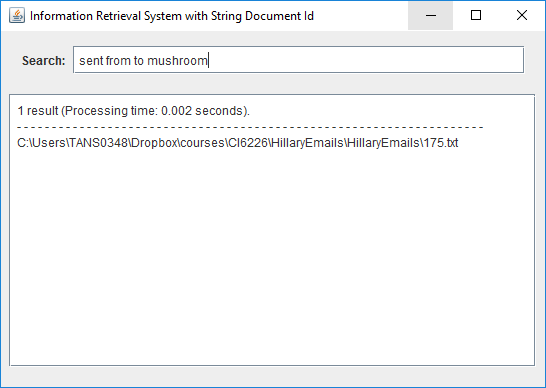 Information Retrieval System with String Document Id
Search: sent from to mushroom
1 result (Processing time: 0.002 seconds).
- - - - - - - - - - - - - - - - - - - - - - - - - - - - - - - - - - - - - - - - - - - - - - - - - - - - - - - - - - - - - - - - - - - -
C:\Users\TANS0348\Dropbox\courses\CI6226\HillaryEmails\HillaryEmails\175.txt